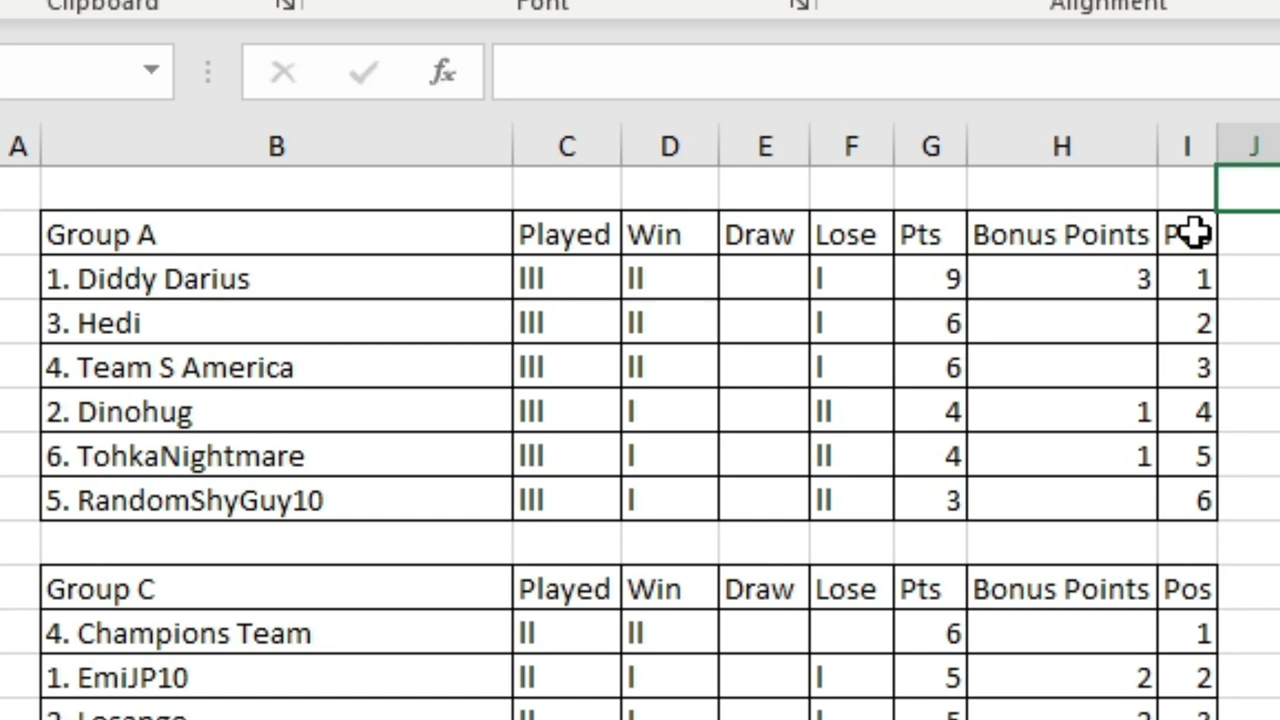 Clipboard Font Alignment
fx
A B C D E F G H I J
Group A Played Win Draw Lose Pts Bonus Points
1. Diddy Darius III II I 9 3 1
3. Hedi III II I 6 2
4. Team S America III II I 6 3
2. Dinohug III I II 4 1 4
6. TohkaNightmare III I II 4 1 5
5. RandomShyGuy10 III I II 3 6
Group C Played Win Draw Lose Pts Bonus Points Pos
4. Champions Team II II 6 1
1. EmiJP10 II I I 5 2 2